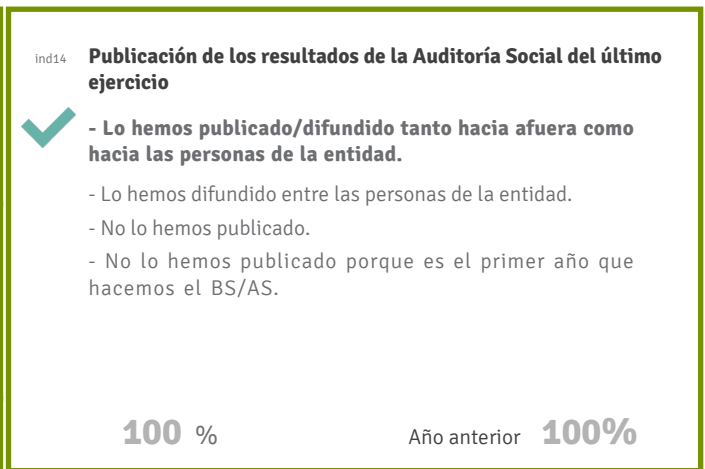 ind14 Publicación de los resultados de la Auditoría Social del último
ejercicio
- Lo hemos publicado/difundido tanto hacia afuera como
hacia las personas de la entidad.
- Lo hemos difundido entre las personas de la entidad.
- No lo hemos publicado.
- No lo hemos publicado porque es el primer año que
hacemos el BS/AS.
100 % Año anterior 100%